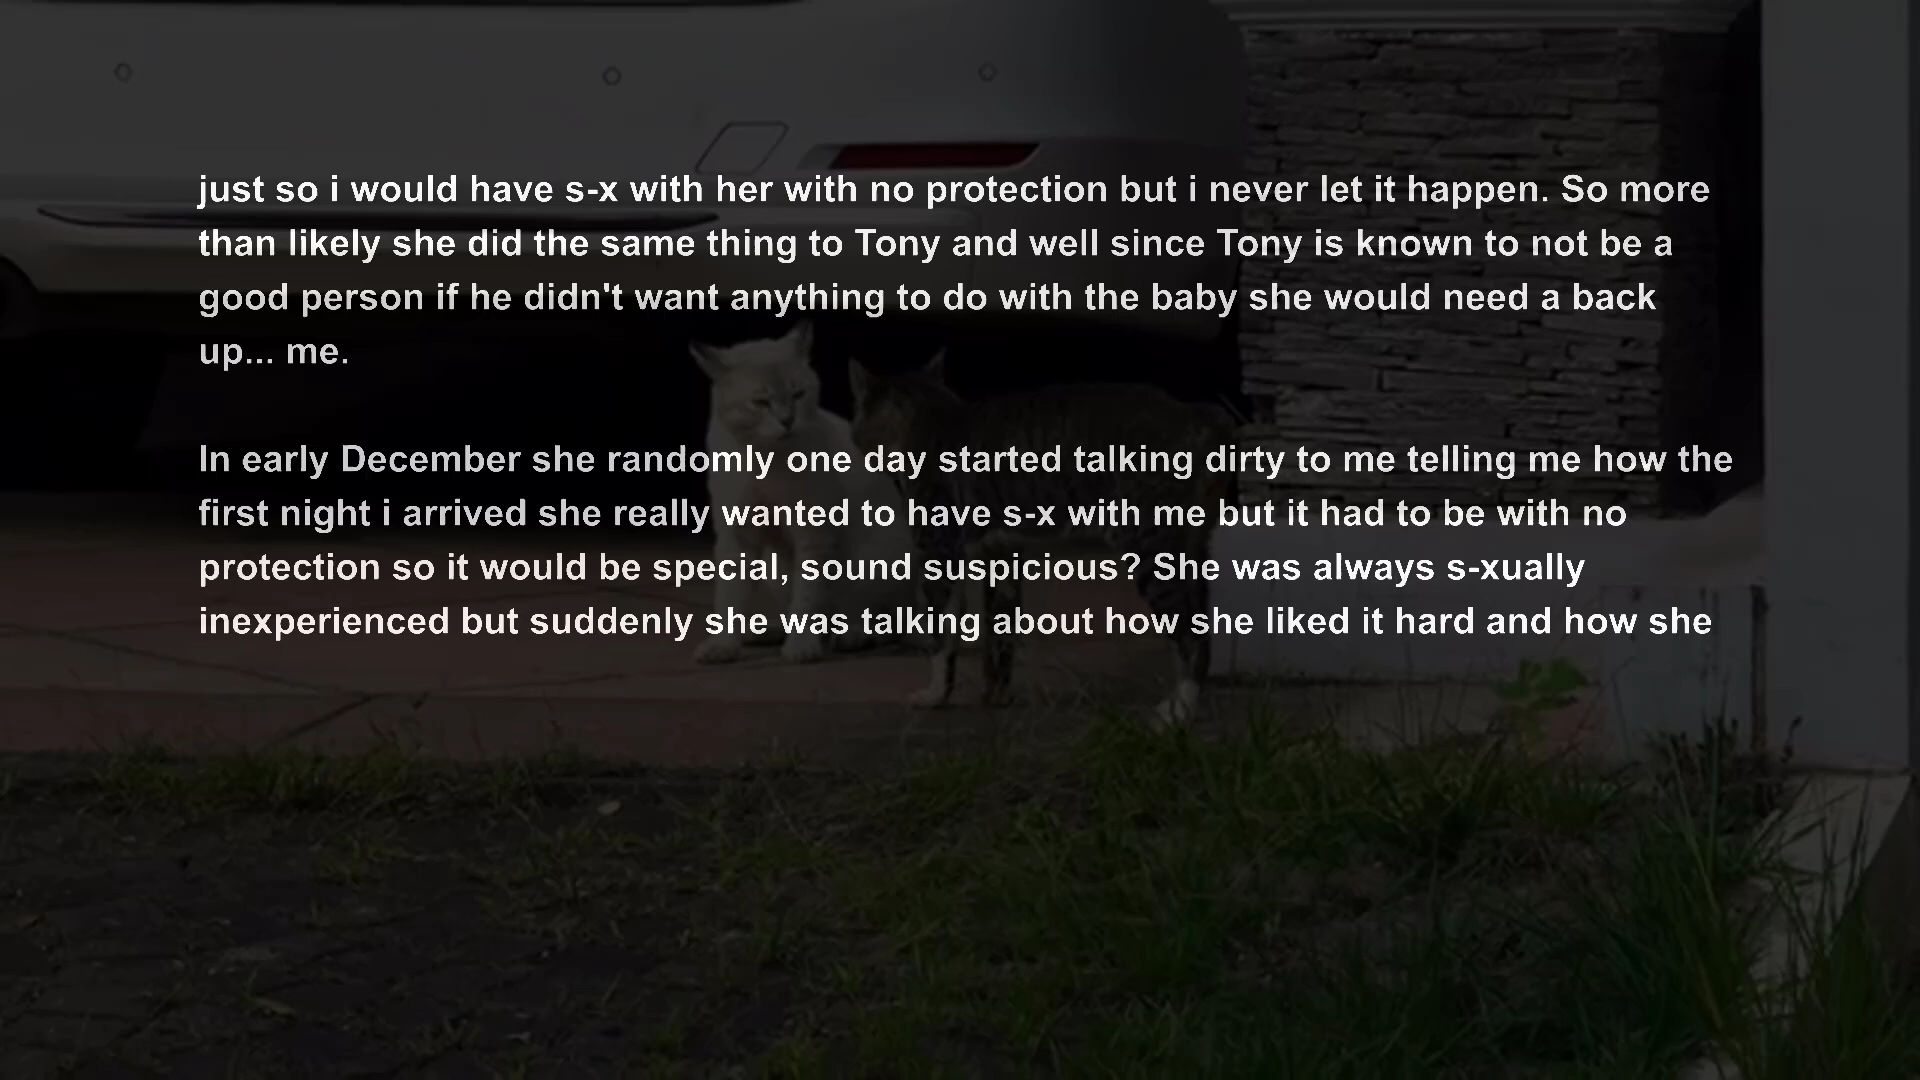 just so i would have s-x with her with no protection but i never let it happen. So more
than likely she did the same thing to Tony and well since Tony is known to not be a
good person if he didn't want anything to do with the baby she would need a back
up... me.
In early December she randomly one day started talking dirty to me telling me how the
first night i arrived she really wanted to have s-x with me but it had to be with no
protection so it would be special, sound suspicious? She was always s-xually
inexperienced but suddenly she was talking about how she liked it hard and how she